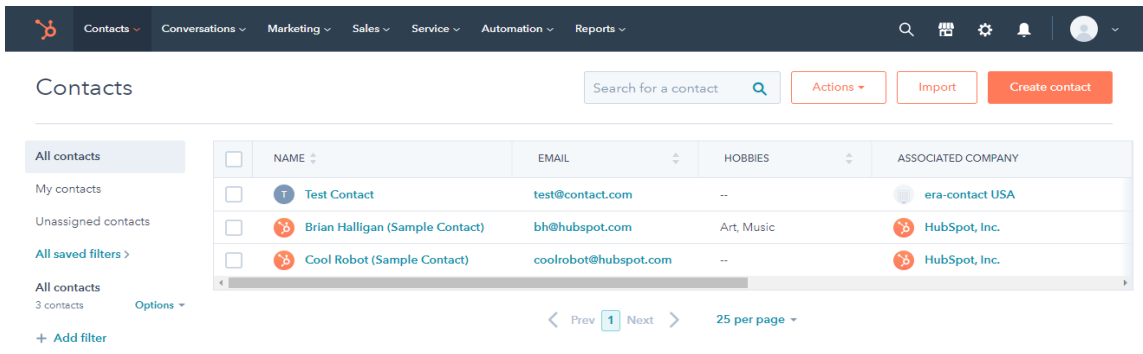 Contacts Conversations Marketing Sales Service Automation Reports
Contacts
Search for a contact
Actions
Import
Create contact
All contacts
My contacts
Unassigned contacts
All saved filters >
All contacts
3 contacts Options
+ Add filter
NAME EMAIL HOBBIES ASSOCIATED COMPANY
T Test Contact test@contact.com -- era-contact USA
Brian Halligan (Sample Contact) bh@hubspot.com Art, Music HubSpot, Inc.
Cool Robot (Sample Contact) coolrobot@hubspot.com -- HubSpot, Inc.
Prev 1 Next 25 per page